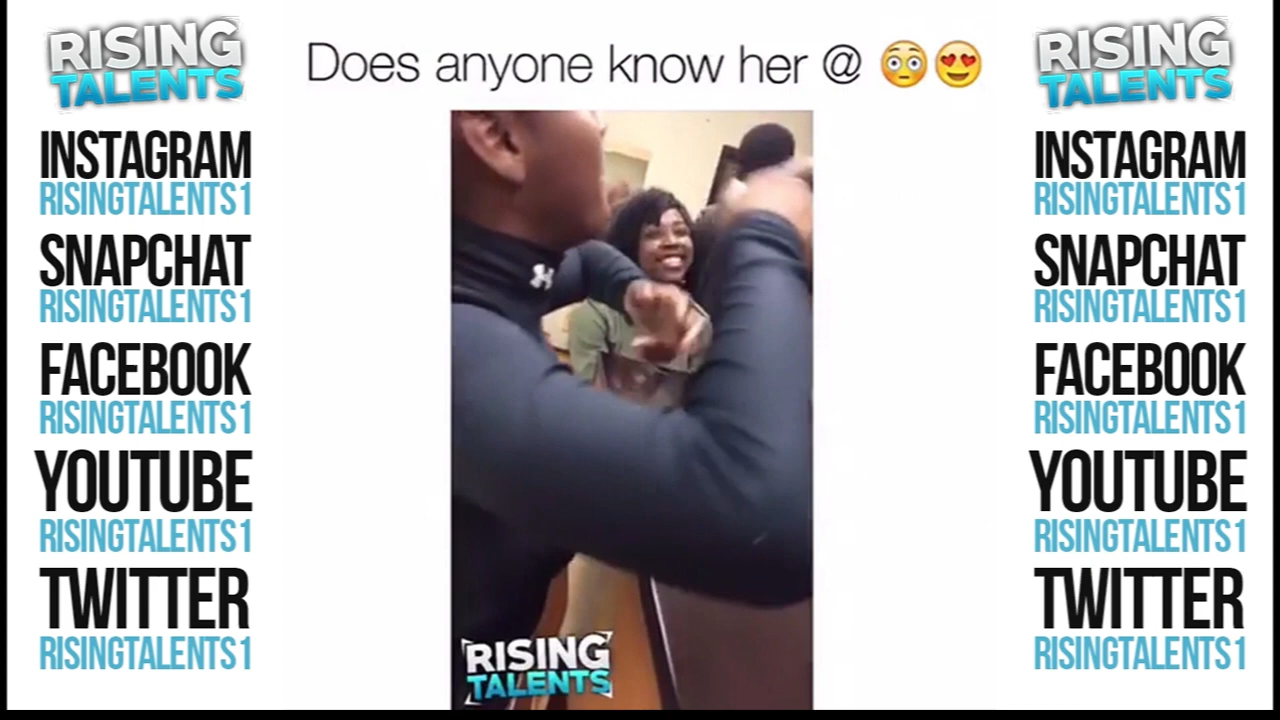 RISING
TALENTS
INSTAGRAM
RISINGTALENTS1
SNAPCHAT
RISINGTALENTS1
FACEBOOK
RISINGTALENTS1
YOUTUBE
RISINGTALENTS1
TWITTER
RISINGTALENTS1
Does anyone know her @ 😳😍
RISING
TALENTS
RISING
TALENTS
INSTAGRAM
RISINGTALENTS1
SNAPCHAT
RISINGTALENTS1
FACEBOOK
RISINGTALENTS1
YOUTUBE
RISINGTALENTS1
TWITTER
RISINGTALENTS1